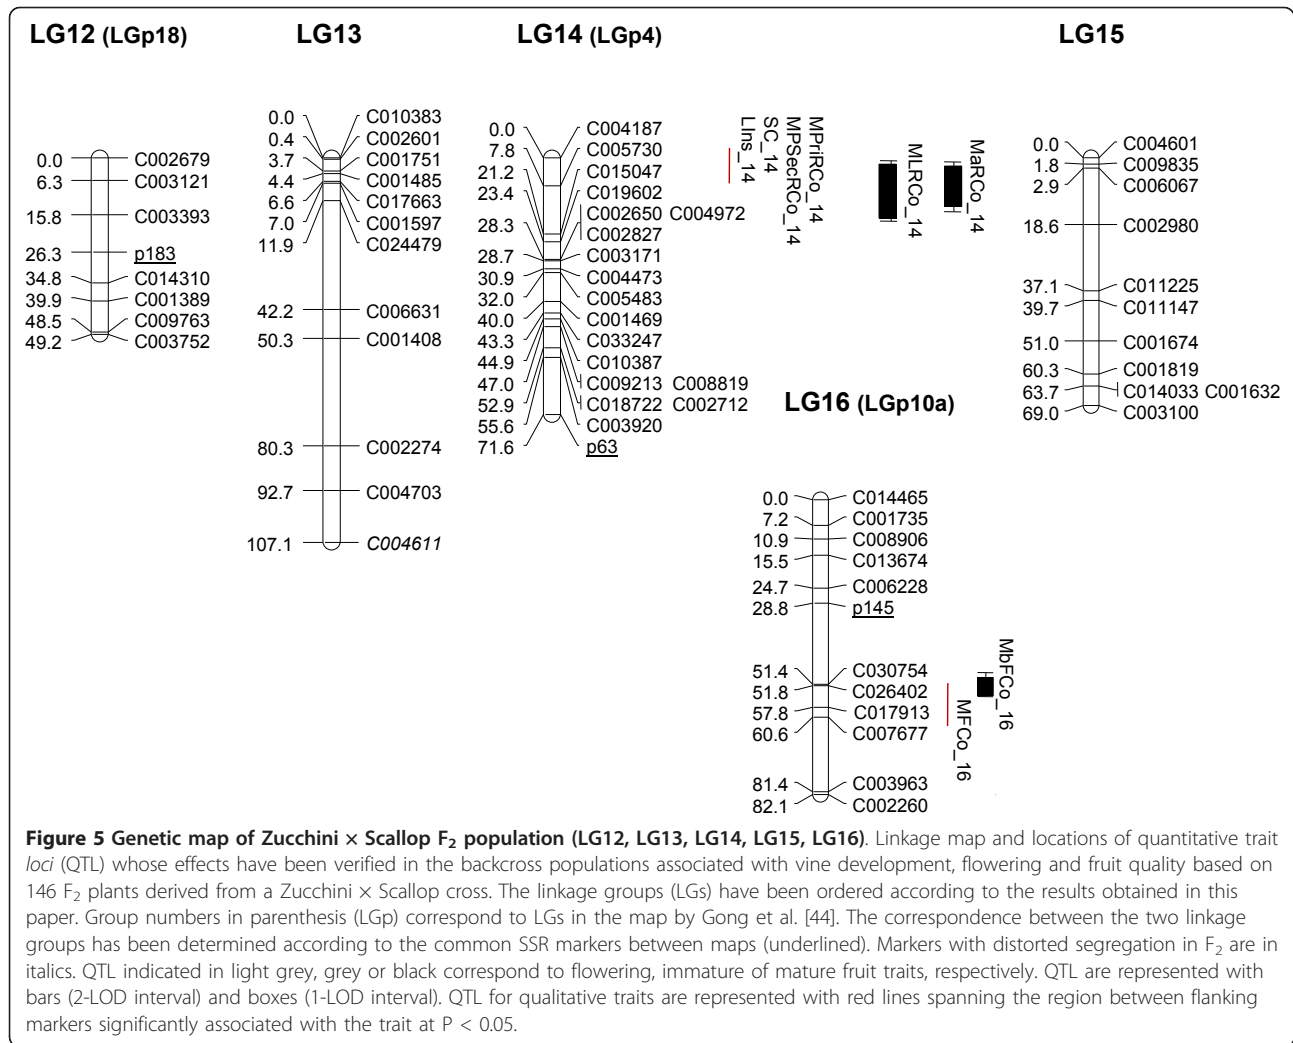 LG12 (LGp18)
LG13
LG14 (LGp4)
LG15
0.0 C002679
6.3 C003121
15.8 C003393
26.3 p183
34.8 C014310
39.9 C001389
48.5 C009763
49.2 C003752
0.0 C010383
0.4 C002601
3.7 C001751
4.4 C001485
6.6 C017663
7.0 C001597
11.9 C024479
42.2 C006631
50.3 C001408
80.3 C002274
92.7 C004703
107.1 C004611
0.0 C004187
7.8 C005730
21.2 C015047
23.4 C019602
C002650 C004972
28.3 C002827
28.7 C003171
30.9 C004473
32.0 C005483
40.0 C001469
43.3 C033247
44.9 C010387
47.0 C009213 C008819
52.9 C018722 C002712
55.6 C003920
71.6 p63
LIns_14
SC_14
MPSecRCo_14
MPriRCo_14
MLRCo_14
MaRCo_14
0.0 C004601
1.8 C009835
2.9 C006067
18.6 C002980
37.1 C011225
39.7 C011147
51.0 C001674
60.3 C001819
63.7 C014033 C001632
69.0 C003100
LG16 (LGp10a)
0.0 C014465
7.2 C001735
10.9 C008906
15.5 C013674
24.7 C006228
28.8 p145
51.4 C030754
51.8 C026402
57.8 C017913
60.6 C007677
81.4 C003963
82.1 C002260
MFCo_16
MbFCo_16
Figure 5 Genetic map of Zucchini × Scallop F2 population (LG12, LG13, LG14, LG15, LG16). Linkage map and locations of quantitative trait
loci (QTL) whose effects have been verified in the backcross populations associated with vine development, flowering and fruit quality based on
146 F2 plants derived from a Zucchini × Scallop cross. The linkage groups (LGs) have been ordered according to the results obtained in this
paper. Group numbers in parenthesis (LGp) correspond to LGs in the map by Gong et al. [44]. The correspondence between the two linkage
groups has been determined according to the common SSR markers between maps (underlined). Markers with distorted segregation in F2 are in
italics. QTL indicated in light grey, grey or black correspond to flowering, immature of mature fruit traits, respectively. QTL are represented with
bars (2-LOD interval) and boxes (1-LOD interval). QTL for qualitative traits are represented with red lines spanning the region between flanking
markers significantly associated with the trait at P < 0.05.